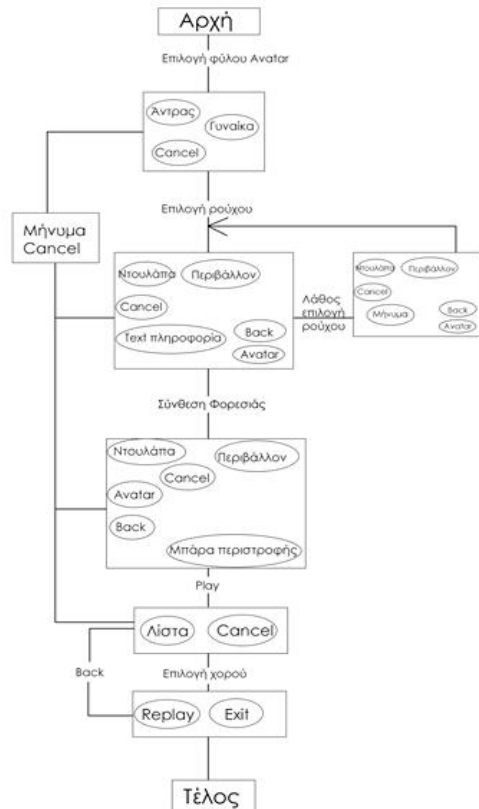 Αρχή
Επιλογή φύλου Avatar
Άντρας
Γυναίκα
Cancel
Επιλογή ρούχου
Μήνυμα
Cancel
Ντουλάπα
Περιβάλλον
Cancel
Text πληροφορία
Back
Avatar
Λάθος
επιλογή
ρούχου
Ντουλάπα
Περιβάλλον
Cancel
Μήνυμα
Back
Avatar
Σύνθεση Φορεσιάς
Ντουλάπα
Περιβάλλον
Cancel
Avatar
Back
Μπάρα περιστροφής
Play
Λίστα
Cancel
Back
Επιλογή χορού
Replay
Exit
Τέλος